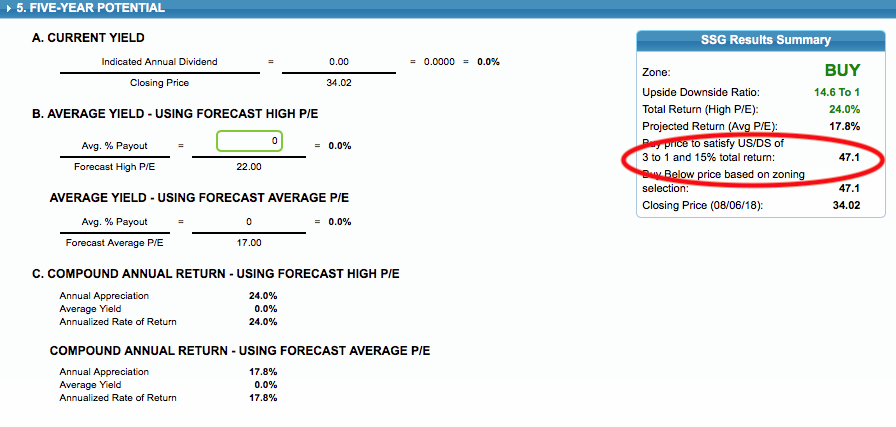 5. FIVE-YEAR POTENTIAL
A. CURRENT YIELD
Indicated Annual Dividend = 0.00 = 0.0000 = 0.0%
Closing Price 34.02
B. AVERAGE YIELD - USING FORECAST HIGH P/E
Avg. % Payout = 0 = 0.0%
Forecast High P/E 22.00
AVERAGE YIELD - USING FORECAST AVERAGE P/E
Avg. % Payout = 0 = 0.0%
Forecast Average P/E 17.00
C. COMPOUND ANNUAL RETURN - USING FORECAST HIGH P/E
Annual Appreciation 24.0%
Average Yield 0.0%
Annualized Rate of Return 24.0%
COMPOUND ANNUAL RETURN - USING FORECAST AVERAGE P/E
Annual Appreciation 17.8%
Average Yield 0.0%
Annualized Rate of Return 17.8%
SSG Results Summary
Zone: BUY
Upside Downside Ratio: 14.6 To 1
Total Return (High P/E): 24.0%
Projected Return (Avg P/E): 17.8%
Buy price to satisfy US/DS of
3 to 1 and 15% total return: 47.1
Buy Below price based on zoning
selection: 47.1
Closing Price (08/06/18): 34.02